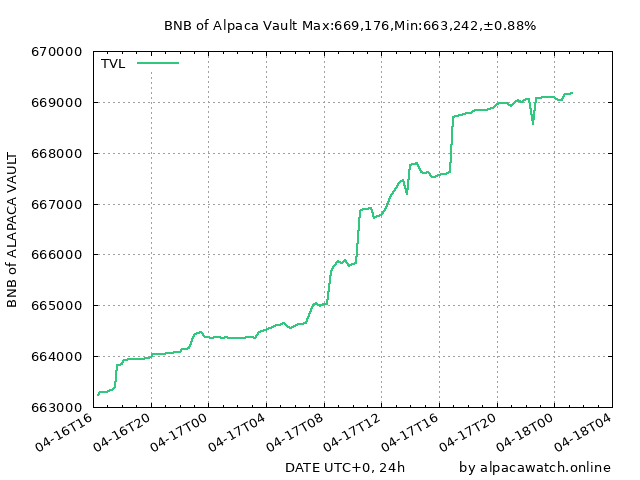 BNB of Alpaca Vault Max:669,176,Min:663,242,±0.88%
TVL
BNB of ALAPACA VAULT
670000
669000
668000
667000
666000
665000
664000
663000
04-16T16
04-16T20
04-17T00
04-17T04
04-17T08
04-17T12
04-17T16
04-17T20
04-18T00
04-18T04
DATE UTC+0, 24h
by alpacawatch.online